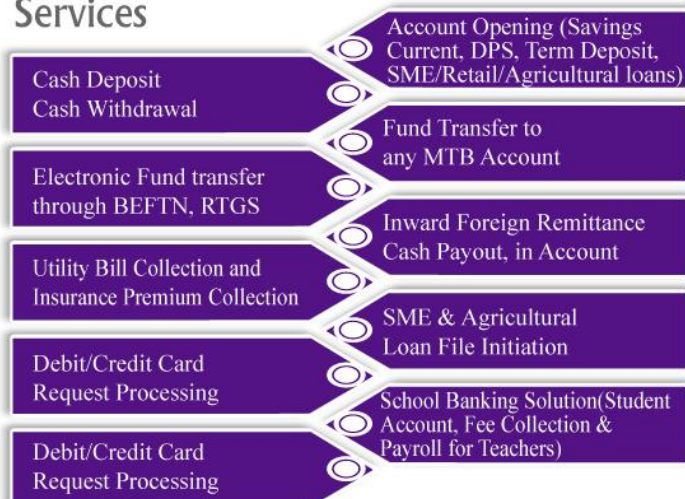 Services
Account Opening (Savings
Current, DPS, Term Deposit,
SME/Retail/Agricultural loans)
Cash Deposit
Cash Withdrawal
Fund Transfer to
any MTB Account
Electronic Fund transfer
through BEFTN, RTGS
Inward Foreign Remittance
Cash Payout, in Account
Utility Bill Collection and
Insurance Premium Collection
SME & Agricultural
Loan File Initiation
Debit/Credit Card
Request Processing
School Banking Solution(Student
Account, Fee Collection &
Payroll for Teachers)
Debit/Credit Card
Request Processing